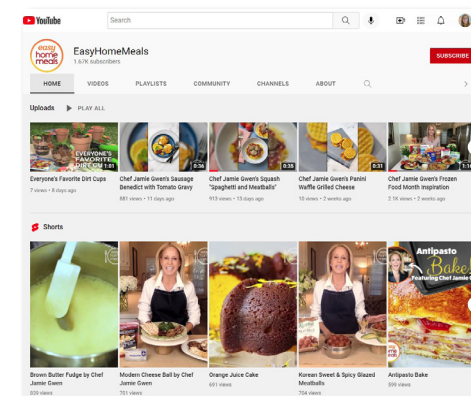 YouTube
Search
easy
home
meals
EasyHomeMeals
1.67K subscribers
SUBSCRIBE
HOME
VIDEOS
PLAYLISTS
COMMUNITY
CHANNELS
ABOUT
Uploads
PLAY ALL
EVERYONE'S
FAVORITE
DIRT CUPS
1:01
0:36
0:35
0:31
1:10
Everyone's Favorite Dirt Cups
7 views • 8 days ago
Chef Jamie Gwen's Sausage
Benedict with Tomato Gravy
881 views • 11 days ago
Chef Jamie Gwen's Squash
"Spaghetti and Meatballs"
913 views • 13 days ago
Chef Jamie Gwen's Panini
Waffle Grilled Cheese
10 views • 2 weeks ago
Chef Jamie Gwen's Frozen
Food Month Inspiration
2.1K views • 2 weeks ago
Shorts
Antipasto
Bake
Featuring Chef Jamie G
Brown Butter Fudge by Chef
Jamie Gwen
839 views
Modern Cheese Ball by Chef
Jamie Gwen
704 views
Orange Juice Cake
691 views
Korean Sweet & Spicy Glazed
Meatballs
701 views
Antipasto Bake
599 views